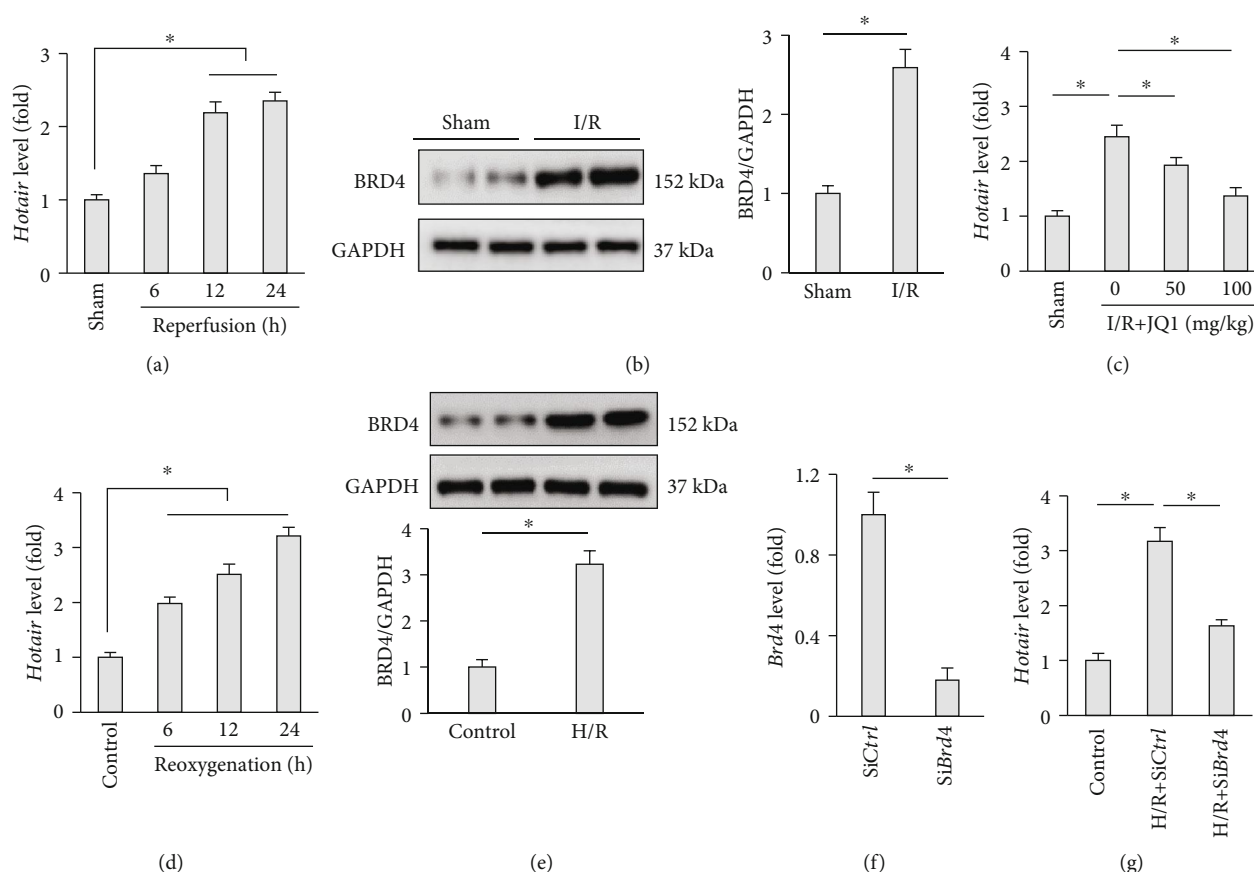 *
3
2
1
0
Hotair level (fold)
Sham
6 12 24
Reperfusion (h)
(a)
Sham I/R
BRD4
152 kDa
GAPDH
37 kDa
*
3
2
1
0
BRD4/GAPDH
Sham I/R
(b)
*
* *
4
3
2
1
0
Hotair level (fold)
Sham
0 50 100
I/R+JQ1 (mg/kg)
(c)
*
4
3
2
1
0
Hotair level (fold)
Control
6 12 24
Reoxygenation (h)
(d)
BRD4
152 kDa
GAPDH
37 kDa
*
4
3
2
1
0
BRD4/GAPDH
Control H/R
(e)
*
1.2
0.8
0.4
0
Brd4 level (fold)
SiCtrl
SiBrd4
(f)
* *
4
3
2
1
0
Hotair level (fold)
Control
H/R+SiCtrl
H/R+SiBrd4
(g)